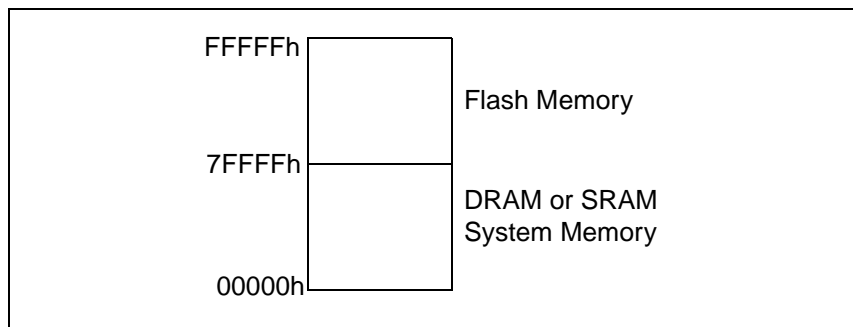 FFFFFh
Flash Memory
7FFFFh
DRAM or SRAM
System Memory
00000h